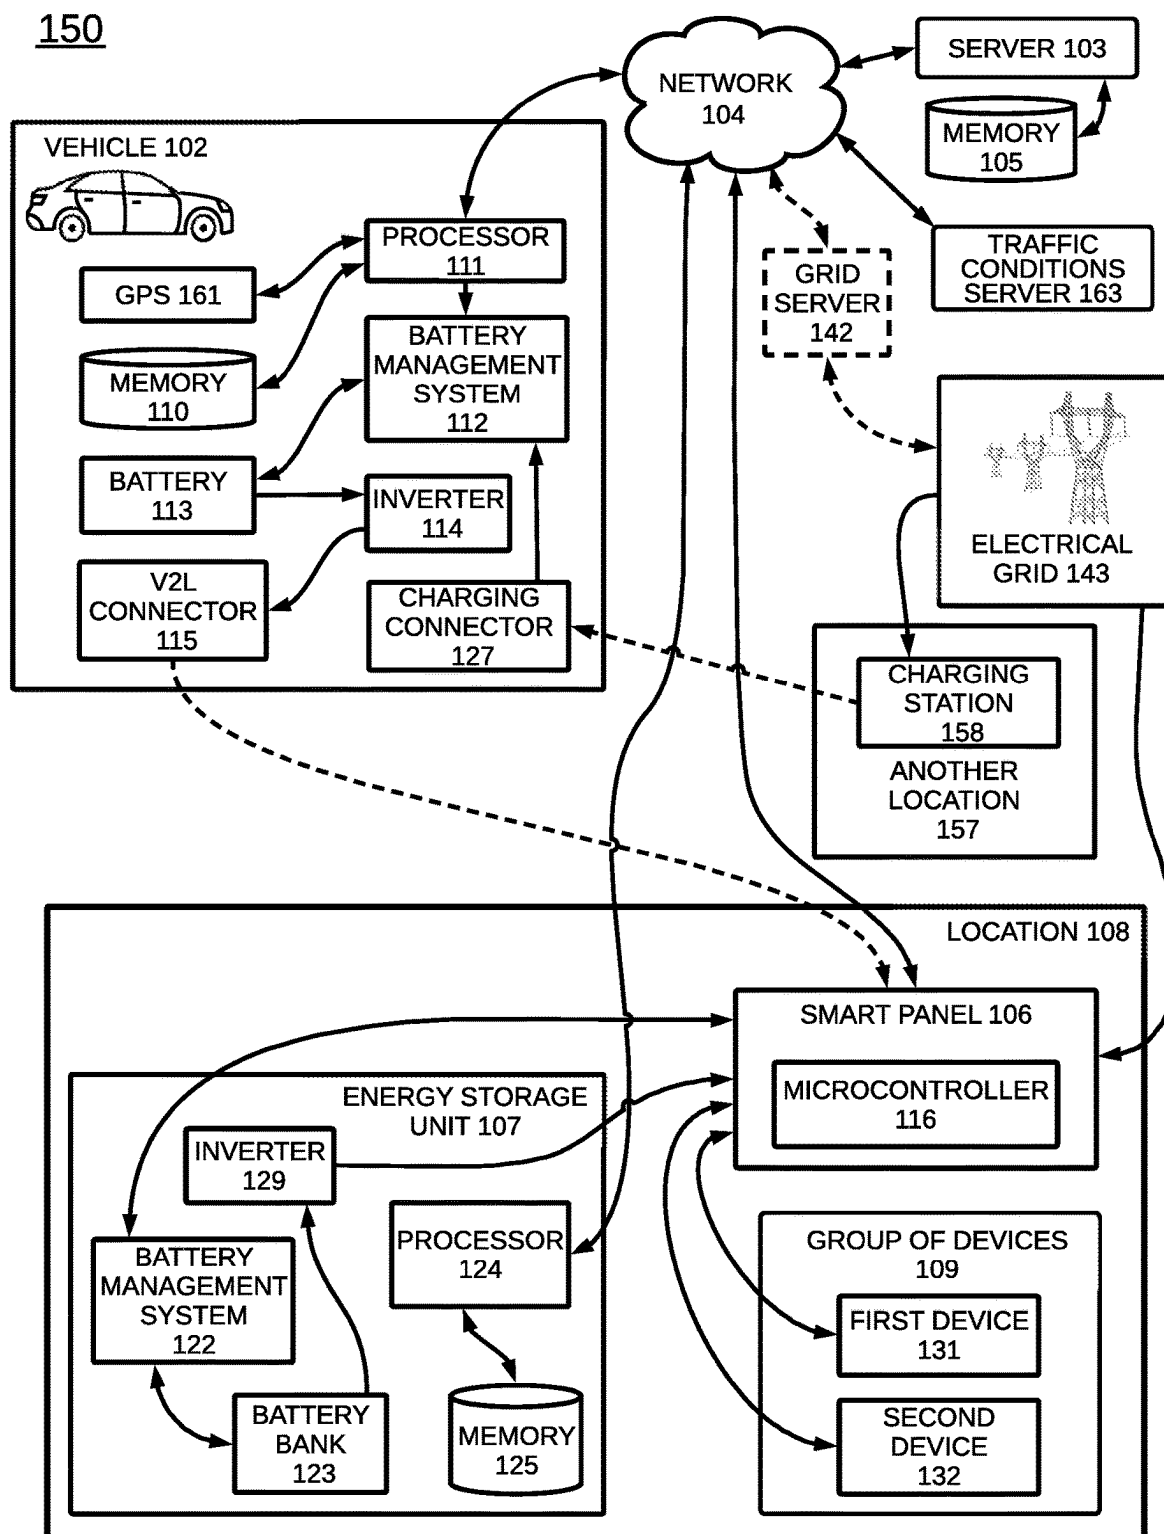 150
NETWORK
104
SERVER 103
MEMORY
105
TRAFFIC
CONDITIONS
SERVER 163
GRID
SERVER
142
VEHICLE 102
PROCESSOR
111
GPS 161
BATTERY
MANAGEMENT
SYSTEM
112
MEMORY
110
BATTERY
113
INVERTER
114
V2L
CONNECTOR
115
CHARGING
CONNECTOR
127
ELECTRICAL
GRID 143
CHARGING
STATION
158
ANOTHER
LOCATION
157
LOCATION 108
SMART PANEL 106
MICROCONTROLLER
116
ENERGY STORAGE
UNIT 107
INVERTER
129
PROCESSOR
124
BATTERY
MANAGEMENT
SYSTEM
122
BATTERY
BANK
123
MEMORY
125
GROUP OF DEVICES
109
FIRST DEVICE
131
SECOND
DEVICE
132